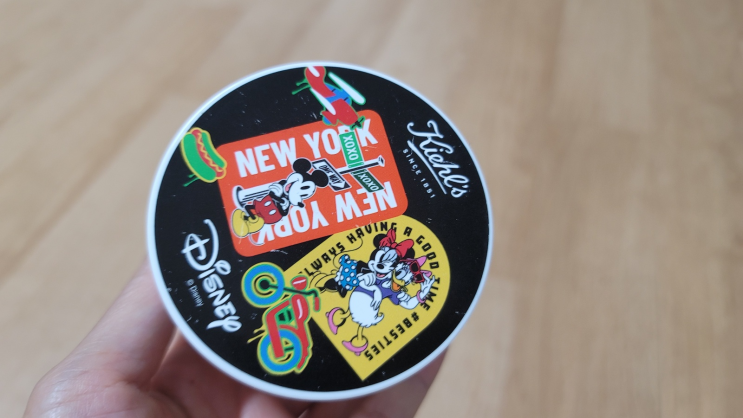 Kiehl's
SINCE 1851
NEW YORK
XOXO
XOXO
NEW YORK
ALWAYS HAVING A GOOD TIME #BESTIES
Disney
© Disney